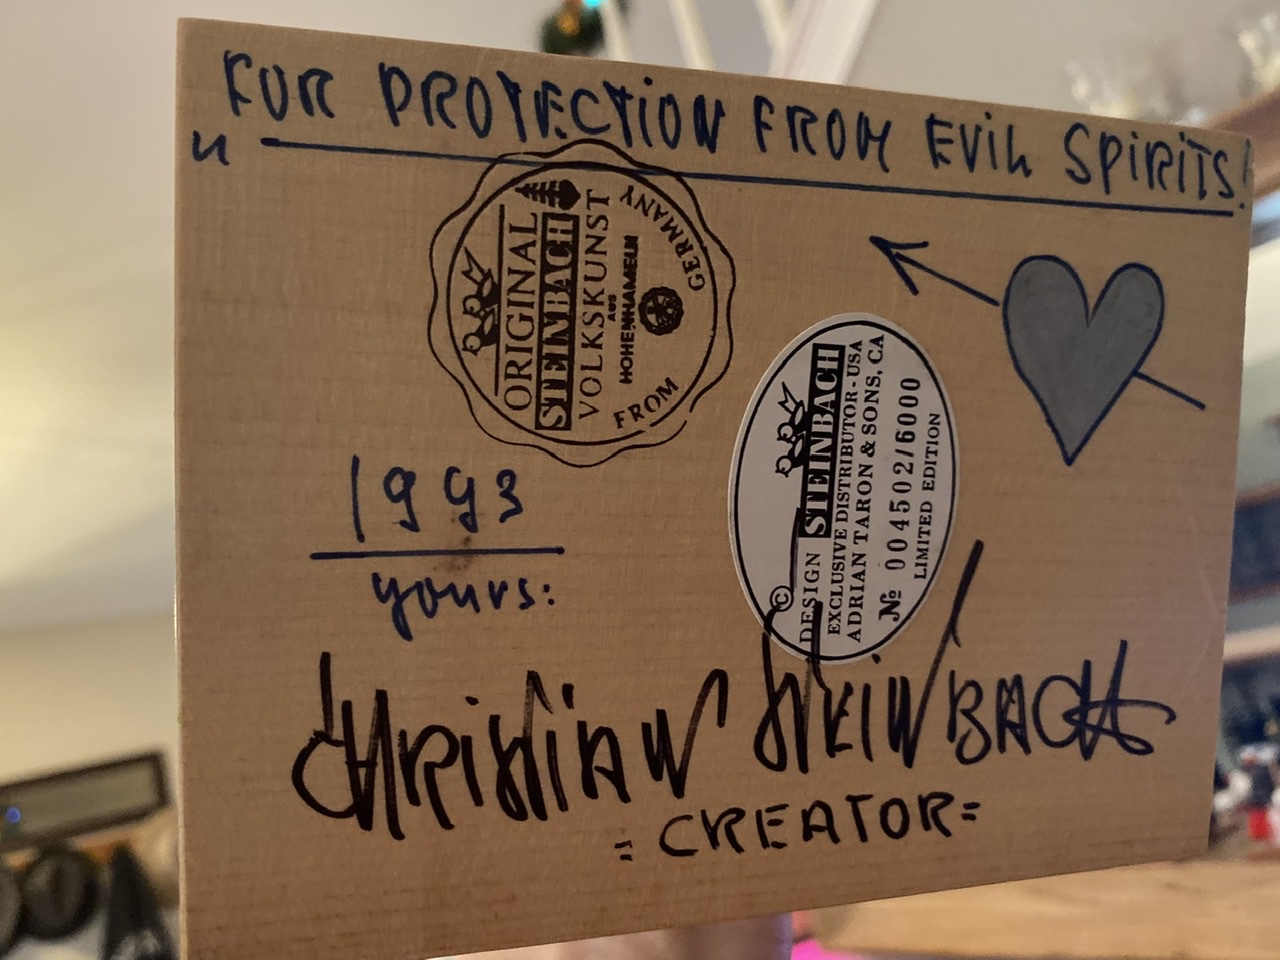 FOR PROTECTION FROM EVIL SPIRITS!
ORIGINAL
STEINBACH
VOLKSKUNST
AUS
HOHENHAMELN
FROM GERMANY
© DESIGN STEINBACH
EXCLUSIVE DISTRIBUTOR-USA
ADRIAN TARON & SONS, CA
№ 004502/6000
LIMITED EDITION
1993
yours:
CHRISTIAN STEINBACH
=CREATOR=